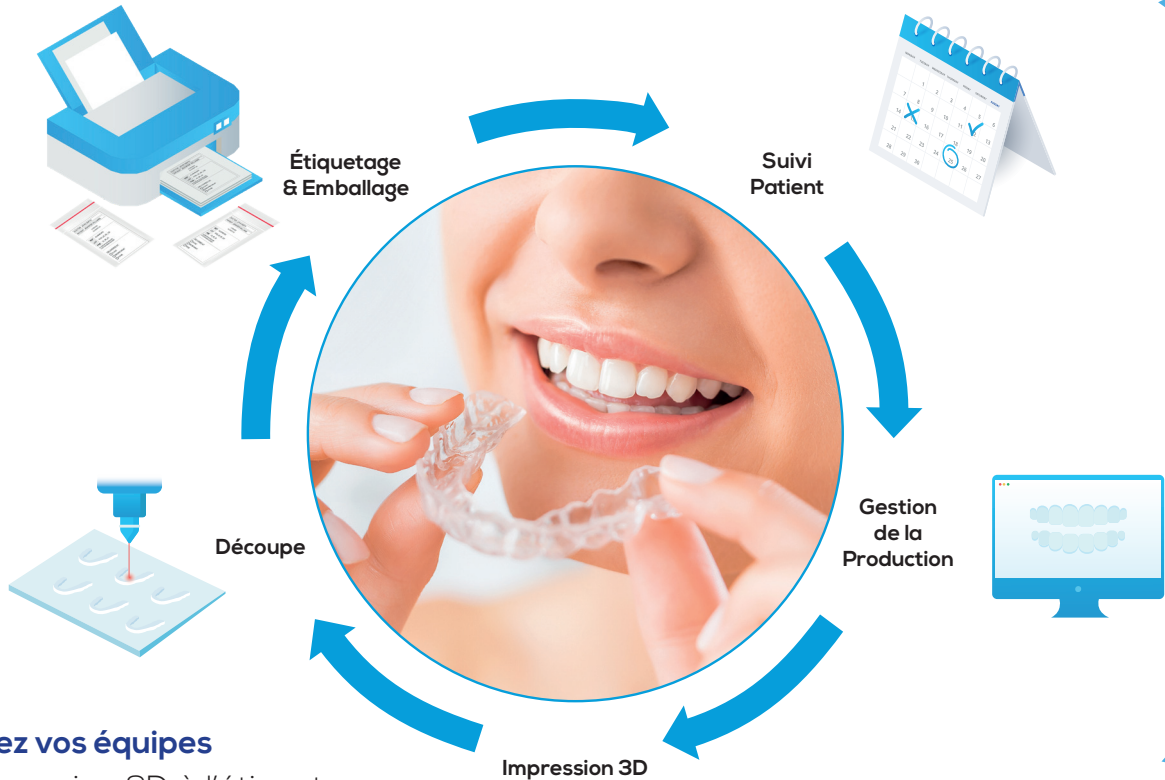 Étiquetage
& Emballage
Suivi
Patient
Gestion
de la
Production
Découpe
Impression 3D
ez vos équipes